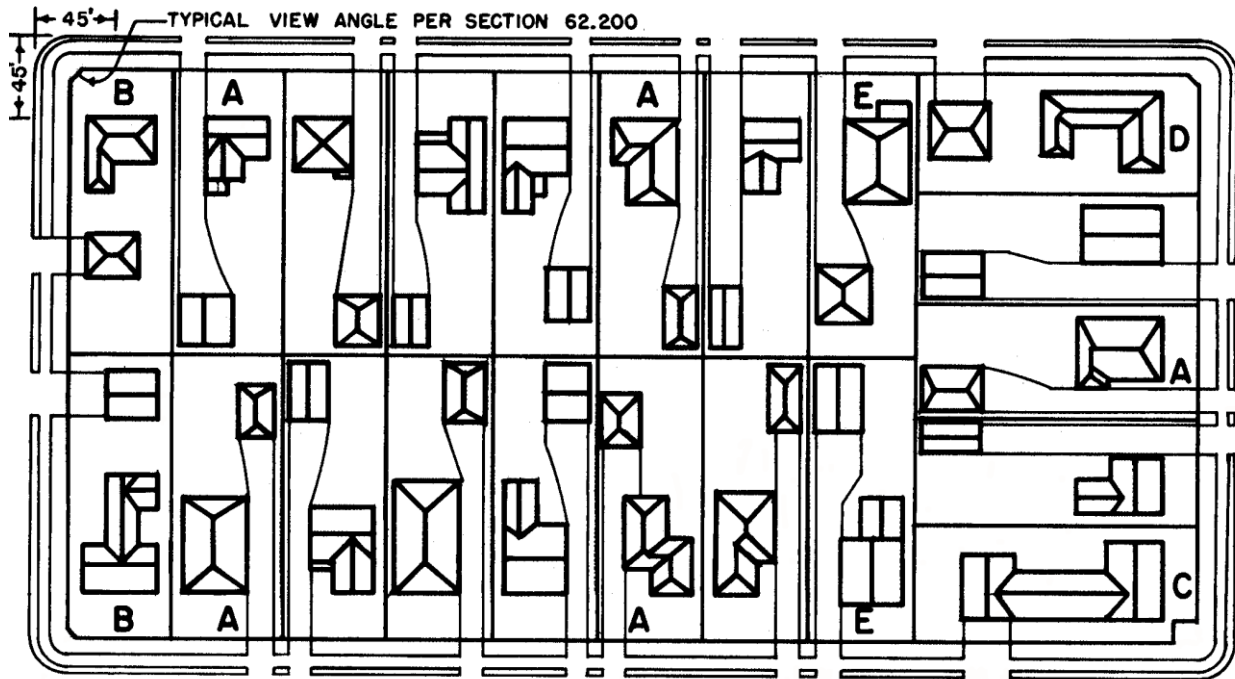 45' TYPICAL VIEW ANGLE PER SECTION 62.200
45'
B A A E
D
A
C
B A A E